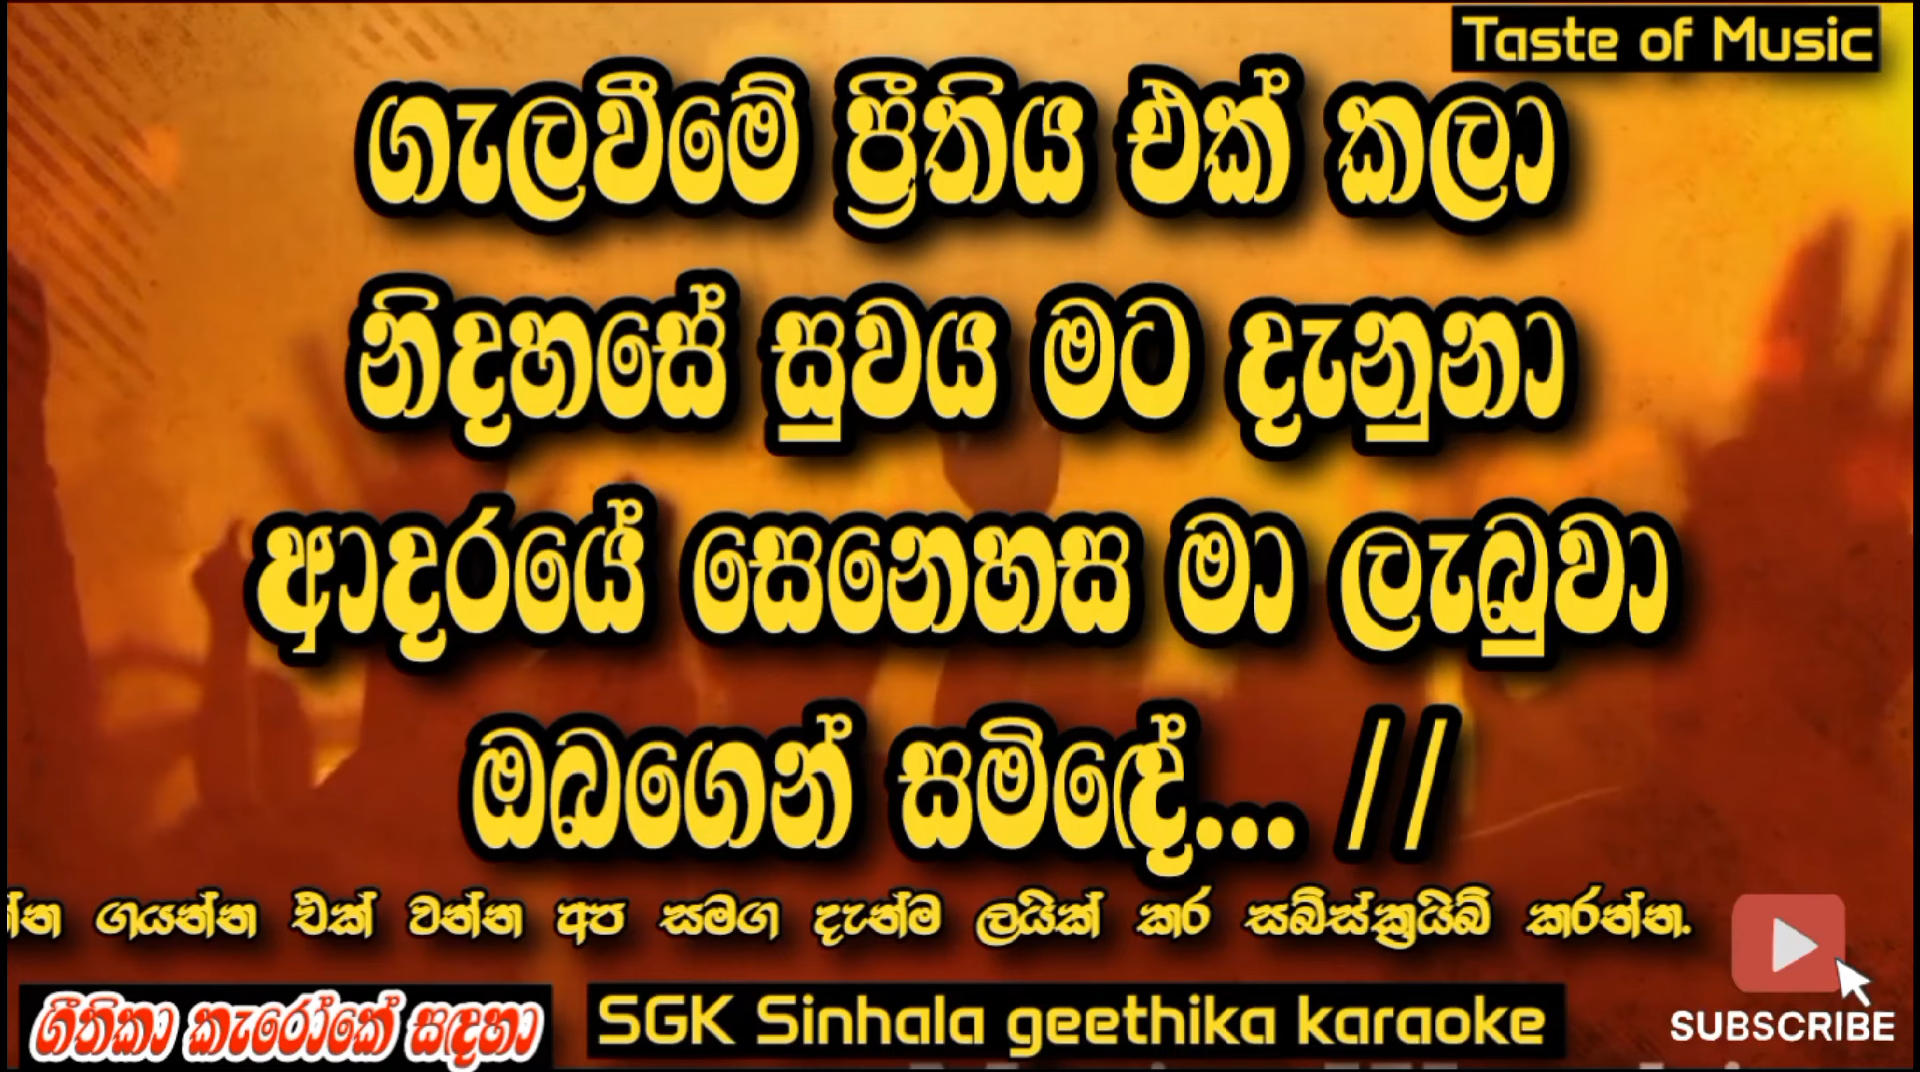 Taste of Music
ගැලවීමේ ප්‍රීතිය එක් කලා
නිදහසේ සුවය මට දැනුනා
ආදරයේ සෙනෙහස මා ලැබුවා
ඔබගෙන් සමිඳේ... //
ගයන්න එක් වන්න අප සමග දැන්ම ලයික් කර සබ්ස්ක්‍රයිබ් කරන්න.
ගීතිකා කැරෝකේ සඳහා
SGK Sinhala geethika karaoke
SUBSCRIBE